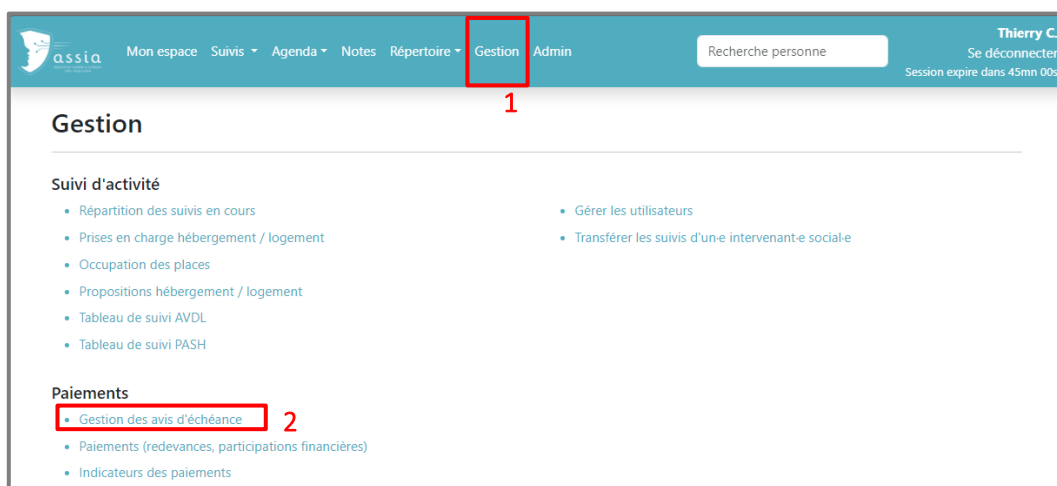 assia
Mon espace Suivis Agenda Notes Répertoire Gestion Admin
Recherche personne
Thierry C.
Se déconnecter
Session expire dans 45mn 00s
1
Gestion
Suivi d'activité
Répartition des suivis en cours
Prises en charge hébergement / logement
Occupation des places
Propositions hébergement / logement
Tableau de suivi AVDL
Tableau de suivi PASH
Gérer les utilisateurs
Transférer les suivis d'un·e intervenant·e social·e
Paiements
Gestion des avis d'échéance 2
Paiements (redevances, participations financières)
Indicateurs des paiements